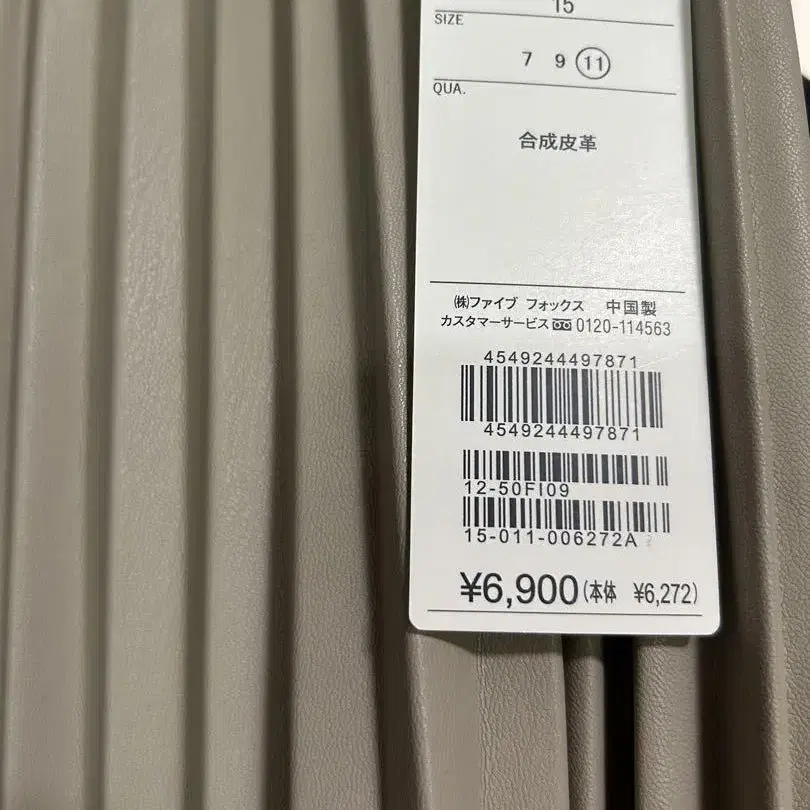 15
SIZE
7 9 11
QUA.
合成皮革
㈱ファイブ フォックス 中国製
カスタマーサービス 0120-114563
4549244497871
4549244497871
12-50FI09
15-011-006272A
¥6,900(本体 ¥6,272)